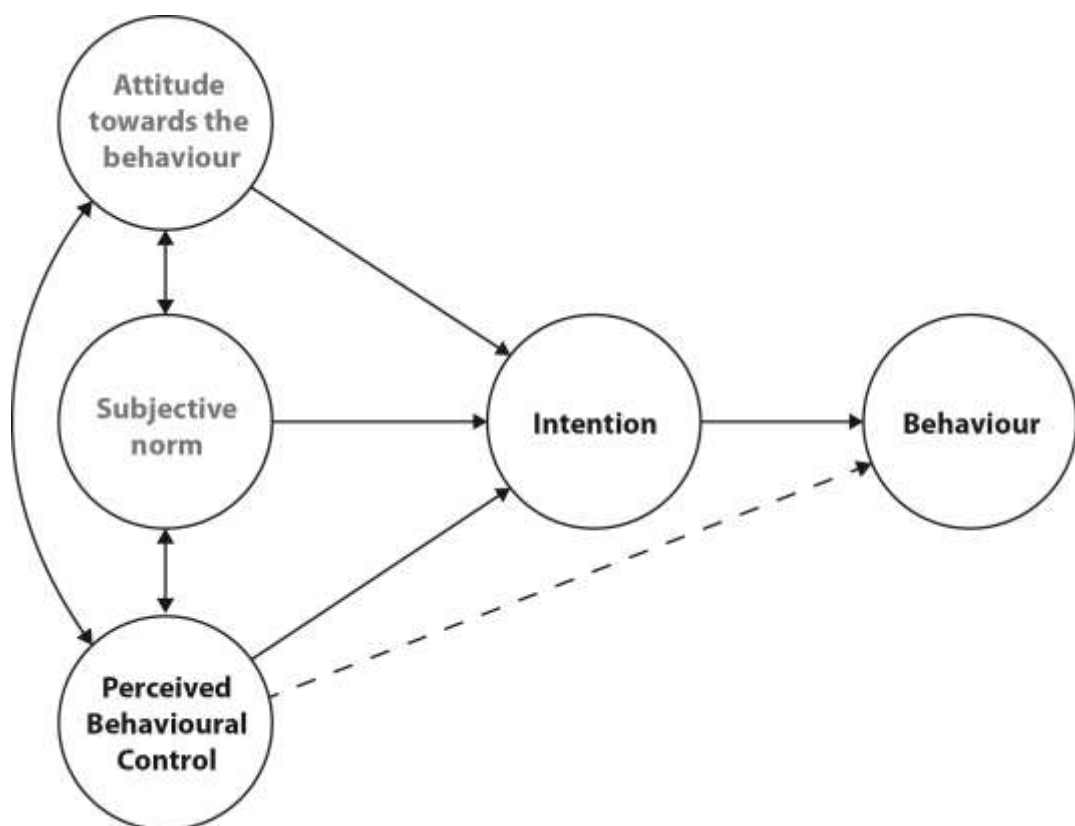 Attitude
towards the
behaviour
Subjective
norm
Intention
Behaviour
Perceived
Behavioural
Control